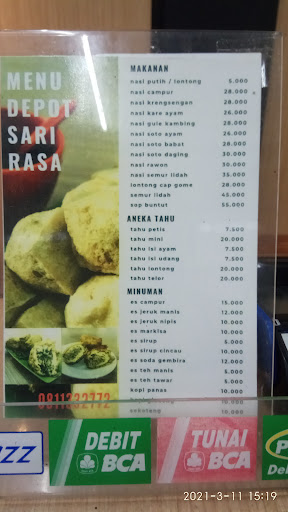 MENU
DEPOT
SARI
RASA
MAKANAN
nasi putih / lontong 5.000
nasi campur 28.000
nasi krengsengan 28.000
nasi kare ayam 26.000
nasi gule kambing 28.000
nasi soto ayam 26.000
nasi soto babat 28.000
nasi soto daging 30.000
nasi rawon 30.000
nasi semur lidah 35.000
lontong cap gome 28.000
semur lidah 45.000
sop buntut 55.000
ANEKA TAHU
tahu petis 7.500
tahu mini 20.000
tahu isi ayam 7.500
tahu isi udang 7.500
tahu lontong 20.000
tahu telor 20.000
MINUMAN
es campur 15.000
es jeruk manis 12.000
es jeruk nipis 10.000
es markisa 10.000
es sirup 5.000
es sirup cincau 10.000
es soda gembira 12.000
es teh manis 5.000
es teh tawar 5.000
kopi panas 10.000
10.000
sekoteng 10.000
0811332772
DEBIT
BCA
TUNAI
BCA
2021-3-11 15:19